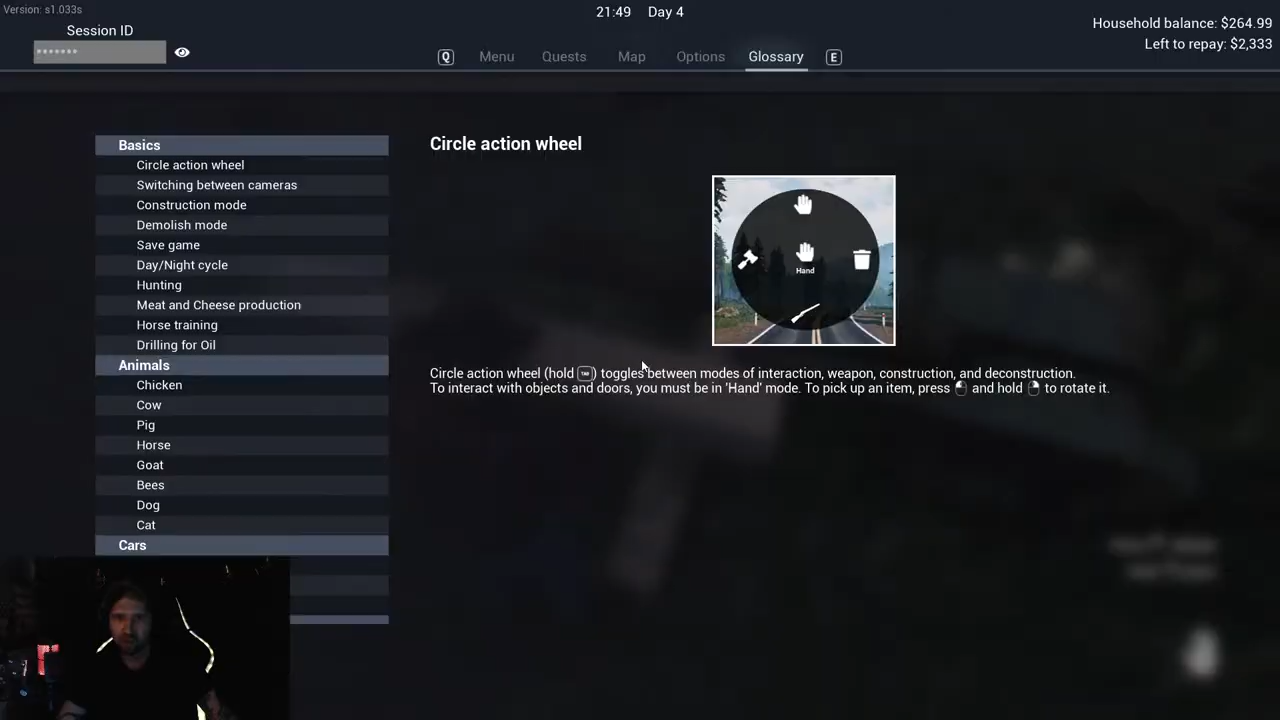 Version: s1.033s
21:49 Day 4
Household balance: $264.99
Session ID
Left to repay: $2,333
*******
Q Menu Quests Map Options Glossary E
Circle action wheel
Hand
Circle action wheel (hold TAB) toggles between modes of interaction, weapon, construction, and deconstruction.
To interact with objects and doors, you must be in 'Hand' mode. To pick up an item, press and hold to rotate it.
Basics
Circle action wheel
Switching between cameras
Construction mode
Demolish mode
Save game
Day/Night cycle
Hunting
Meat and Cheese production
Horse training
Drilling for Oil
Animals
Chicken
Cow
Pig
Horse
Goat
Bees
Dog
Cat
Cars